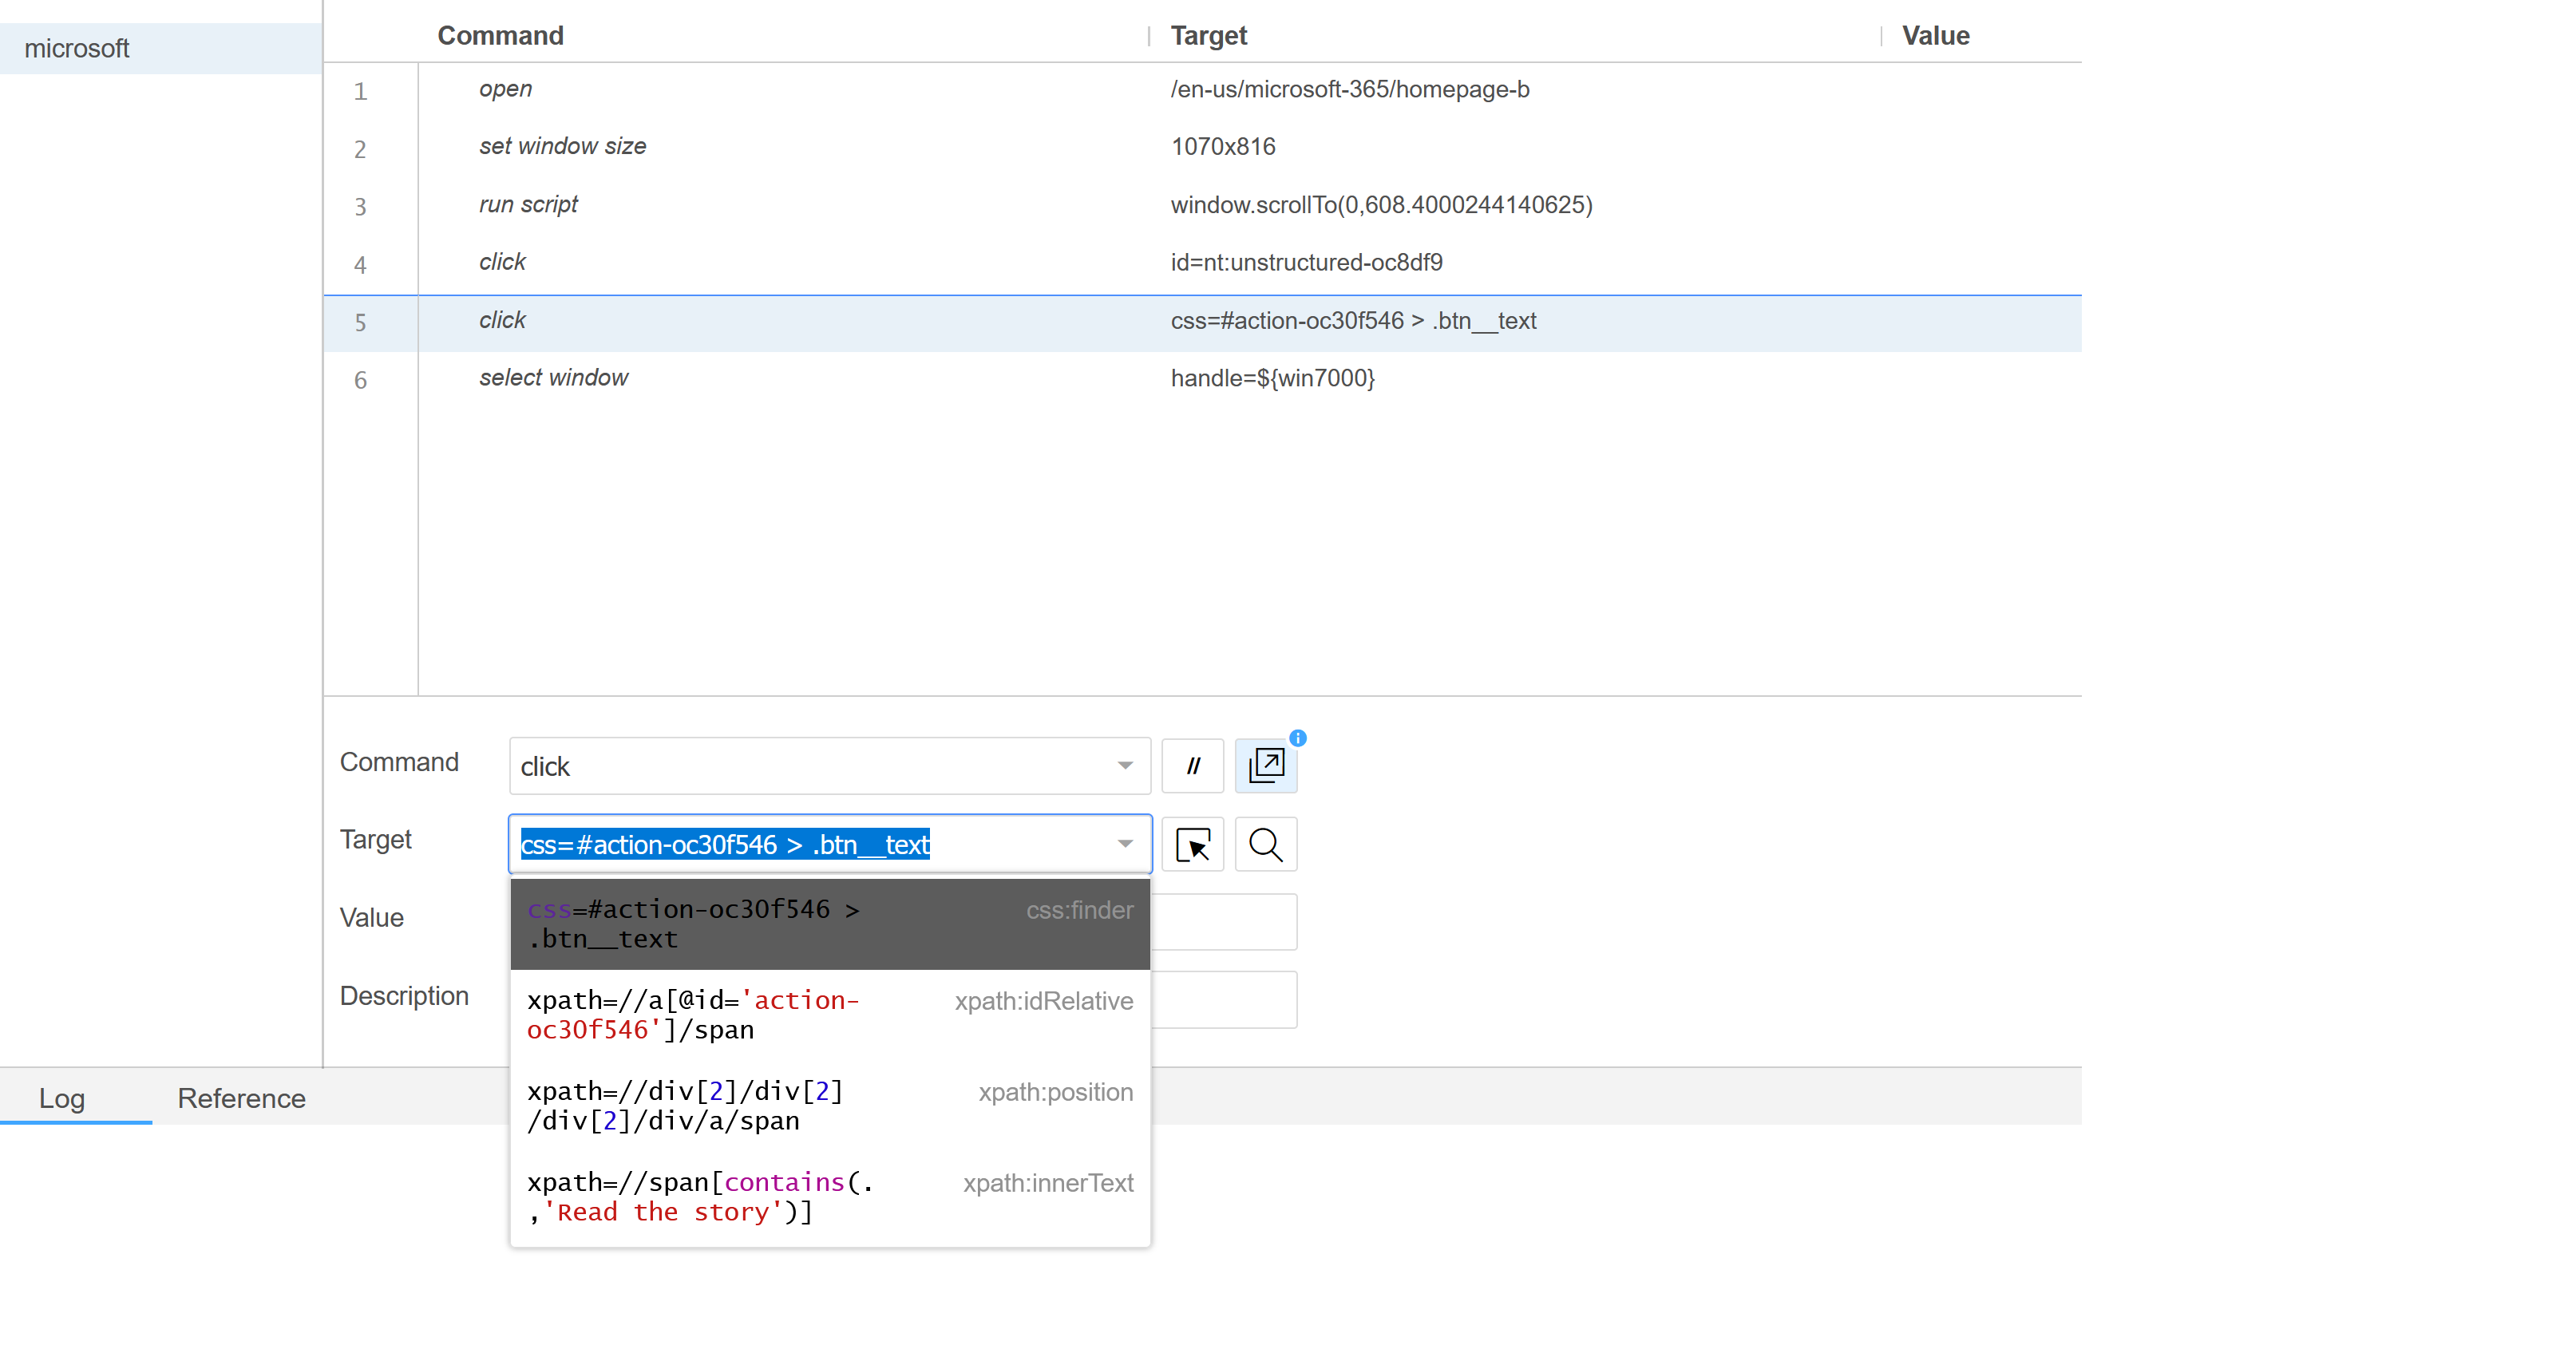 microsoft
Command Target Value
1 open /en-us/microsoft-365/homepage-b
2 set window size 1070x816
3 run script window.scrollTo(0,608.4000244140625)
4 click id=nt:unstructured-oc8df9
5 click css=#action-oc30f546 > .btn__text
6 select window handle=${win7000}
Command click //
Target css=#action-oc30f546 > .btn__text
css=#action-oc30f546 > css:finder
.btn__text
Value
xpath=//a[@id='action- xpath:idRelative
oc30f546']/span
Description
xpath=//div[2]/div[2] xpath:position
/div[2]/div/a/span
xpath=//span[contains(. xpath:innerText
,'Read the story')]
Log Reference